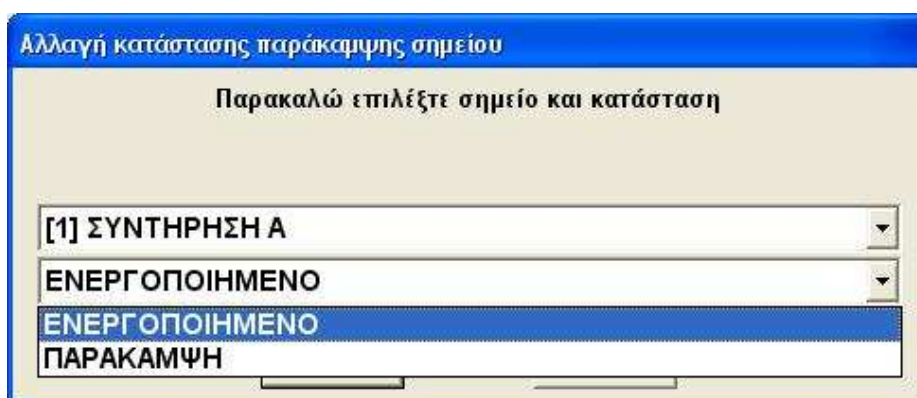 Αλλαγή κατάστασης παράκαμψης σημείου
Παρακαλώ επιλέξτε σημείο και κατάσταση
[1] ΣΥΝΤΗΡΗΣΗ Α
ΕΝΕΡΓΟΠΟΙΗΜΕΝΟ
ΕΝΕΡΓΟΠΟΙΗΜΕΝΟ
ΠΑΡΑΚΑΜΨΗ